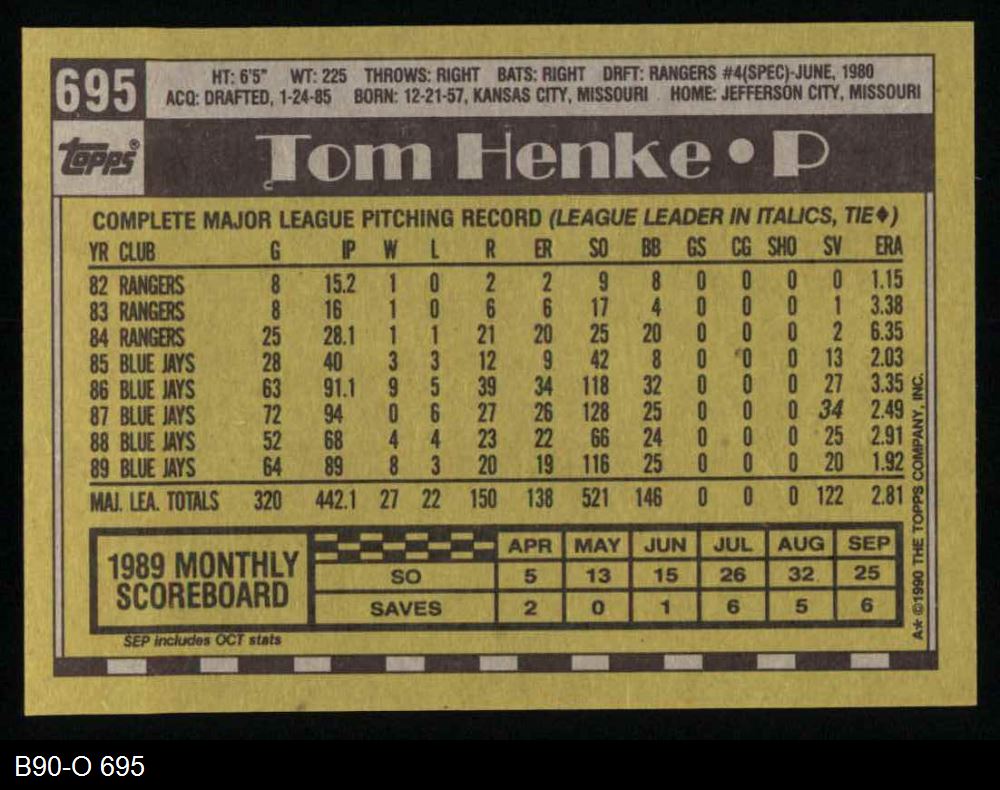 695
HT: 6'5" WT: 225 THROWS: RIGHT BATS: RIGHT DRFT: RANGERS #4(SPEC)-JUNE, 1980
ACQ: DRAFTED, 1-24-85 BORN: 12-21-57, KANSAS CITY, MISSOURI HOME: JEFFERSON CITY, MISSOURI
topps®
Tom Henke • P
COMPLETE MAJOR LEAGUE PITCHING RECORD (LEAGUE LEADER IN ITALICS, TIE♦)
YR CLUB G IP W L R ER SO BB GS CG SHO SV ERA
82 RANGERS 8 15.2 1 0 2 2 9 8 0 0 0 0 1.15
83 RANGERS 8 16 1 0 6 6 17 4 0 0 0 1 3.38
84 RANGERS 25 28.1 1 1 21 20 25 20 0 0 0 2 6.35
85 BLUE JAYS 28 40 3 3 12 9 42 8 0 0 0 13 2.03
86 BLUE JAYS 63 91.1 9 5 39 34 118 32 0 0 0 27 3.35
87 BLUE JAYS 72 94 0 6 27 26 128 25 0 0 0 34 2.49
88 BLUE JAYS 52 68 4 4 23 22 66 24 0 0 0 25 2.91
89 BLUE JAYS 64 89 8 3 20 19 116 25 0 0 0 20 1.92
MAJ. LEA. TOTALS 320 442.1 27 22 150 138 521 146 0 0 0 122 2.81
1989 MONTHLY
SCOREBOARD
APR MAY JUN JUL AUG SEP
SO 5 13 15 26 32 25
SAVES 2 0 1 6 5 6
SEP includes OCT stats
A* ©1990 THE TOPPS COMPANY, INC.
B90-O 695